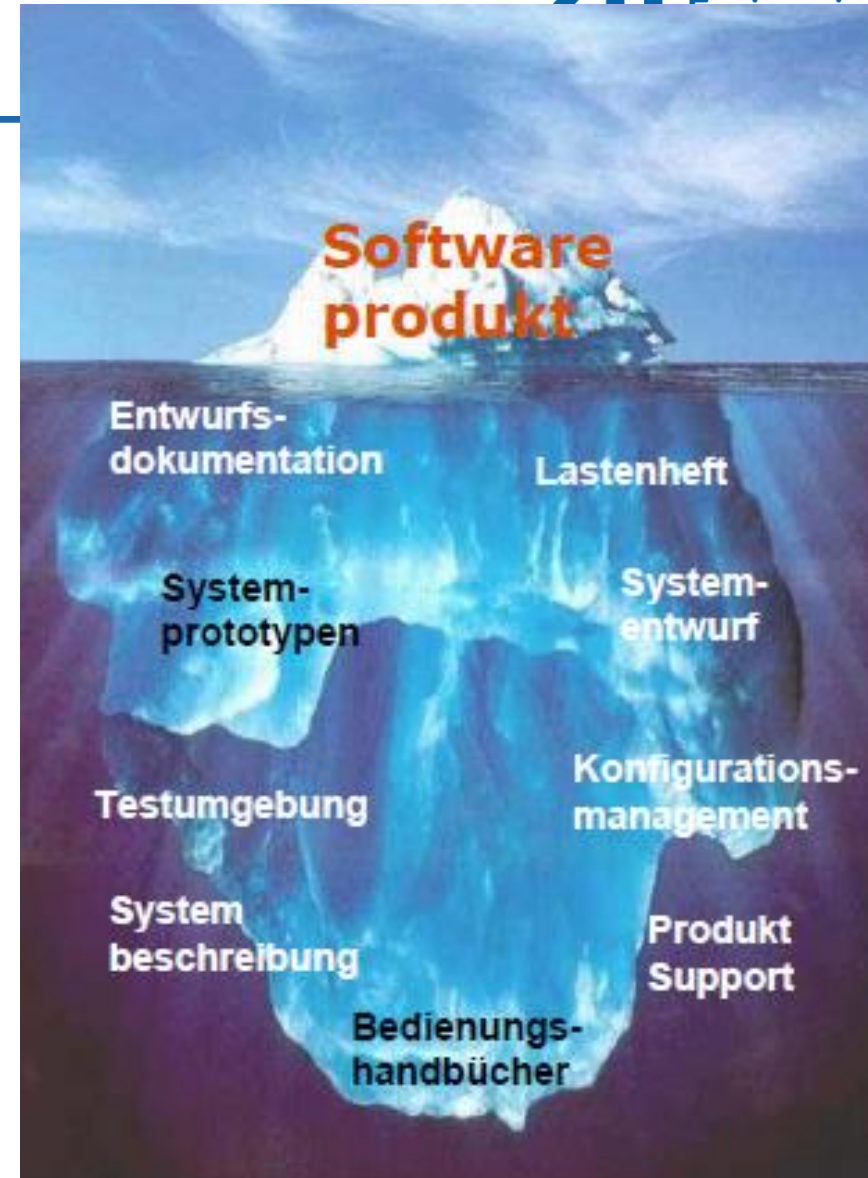 Software
produkt
Entwurfs-
dokumentation
Lastenheft
System-
prototypen
System-
entwurf
Testumgebung
Konfigurations-
management
System
beschreibung
Produkt
Support
Bedienungs-
handbücher